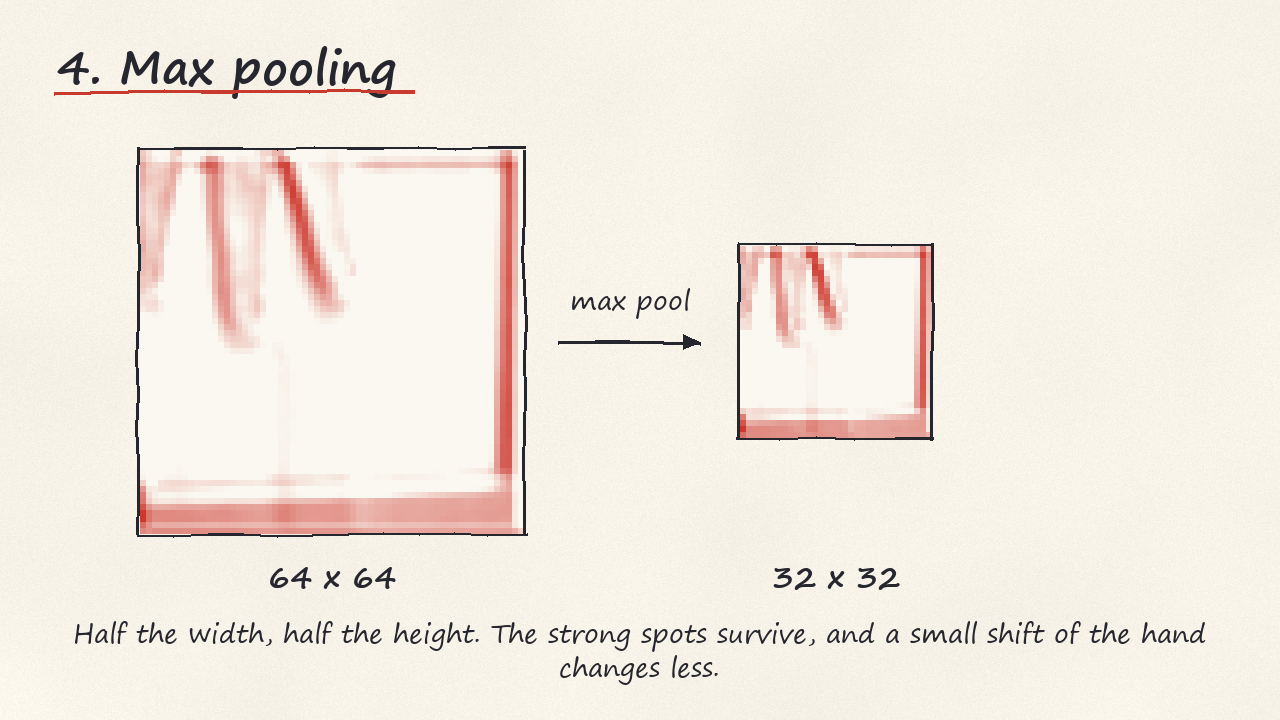 4. Max pooling
max pool
64 x 64
32 x 32
Half the width, half the height. The strong spots survive, and a small shift of the hand
changes less.